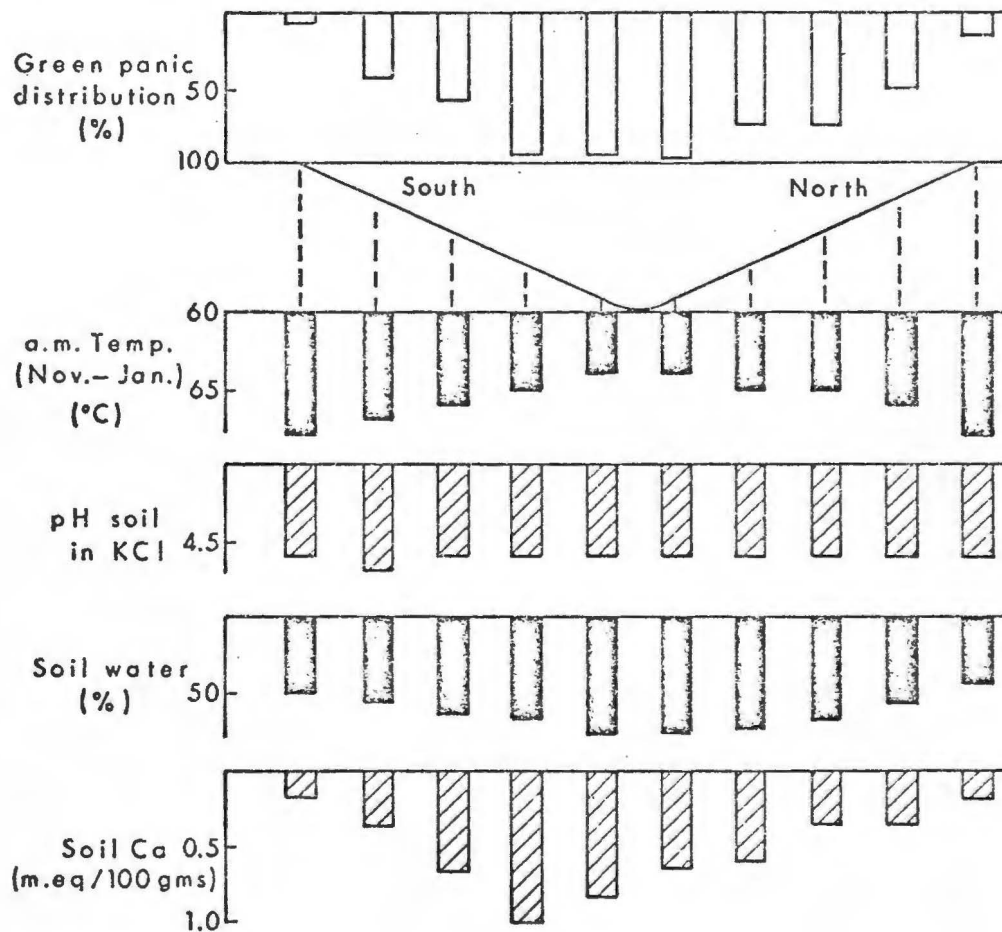 Green panic
distribution 50
(%)
100
South
North
60
a.m. Temp.
(Nov.–Jan.) 65
(°C)
pH soil
in KCl 4.5
Soil water
(%) 50
Soil Ca 0.5
(m.eq/100 gms)
1.0